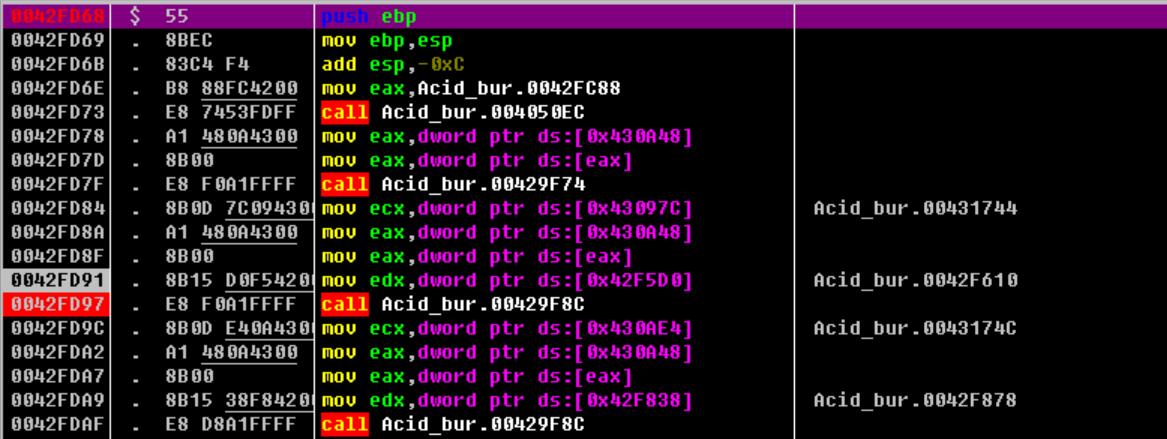 0042FD68 $ 55 push ebp
0042FD69 . 8BEC mov ebp,esp
0042FD6B . 83C4 F4 add esp,-0xC
0042FD6E . B8 88FC4200 mov eax,Acid_bur.0042FC88
0042FD73 . E8 7453FDFF call Acid_bur.004050EC
0042FD78 . A1 480A4300 mov eax,dword ptr ds:[0x430A48]
0042FD7D . 8B00 mov eax,dword ptr ds:[eax]
0042FD7F . E8 F0A1FFFF call Acid_bur.00429F74
0042FD84 . 8B0D 7C094300 mov ecx,dword ptr ds:[0x43097C] Acid_bur.00431744
0042FD8A . A1 480A4300 mov eax,dword ptr ds:[0x430A48]
0042FD8F . 8B00 mov eax,dword ptr ds:[eax]
0042FD91 . 8B15 D0F54200 mov edx,dword ptr ds:[0x42F5D0] Acid_bur.0042F610
0042FD97 . E8 F0A1FFFF call Acid_bur.00429F8C
0042FD9C . 8B0D E40A4300 mov ecx,dword ptr ds:[0x430AE4] Acid_bur.0043174C
0042FDA2 . A1 480A4300 mov eax,dword ptr ds:[0x430A48]
0042FDA7 . 8B00 mov eax,dword ptr ds:[eax]
0042FDA9 . 8B15 38F84200 mov edx,dword ptr ds:[0x42F838] Acid_bur.0042F878
0042FDAF . E8 D8A1FFFF call Acid_bur.00429F8C